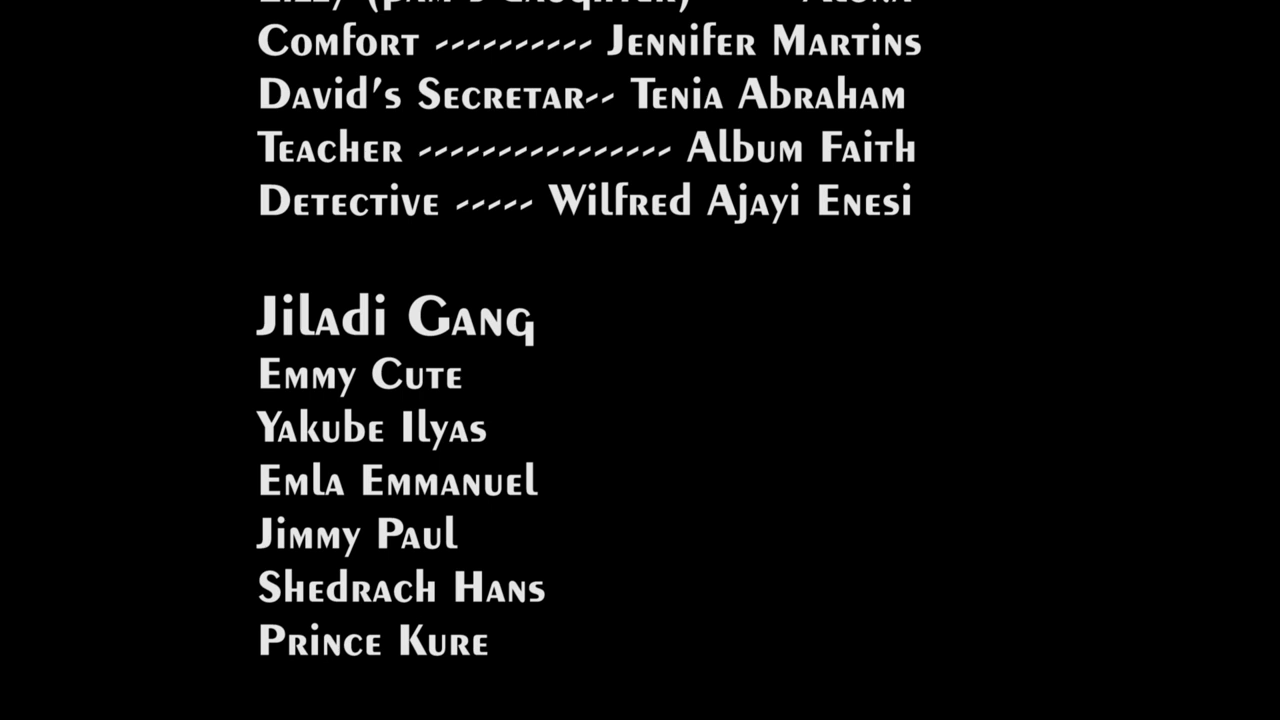 Comfort ---------- Jennifer Martins
David's Secretar-- Tenia Abraham
Teacher ---------------- Album Faith
Detective ----- Wilfred Ajayi Enesi
Jiladi Gang
Emmy Cute
Yakube Ilyas
Emla Emmanuel
Jimmy Paul
Shedrach Hans
Prince Kure